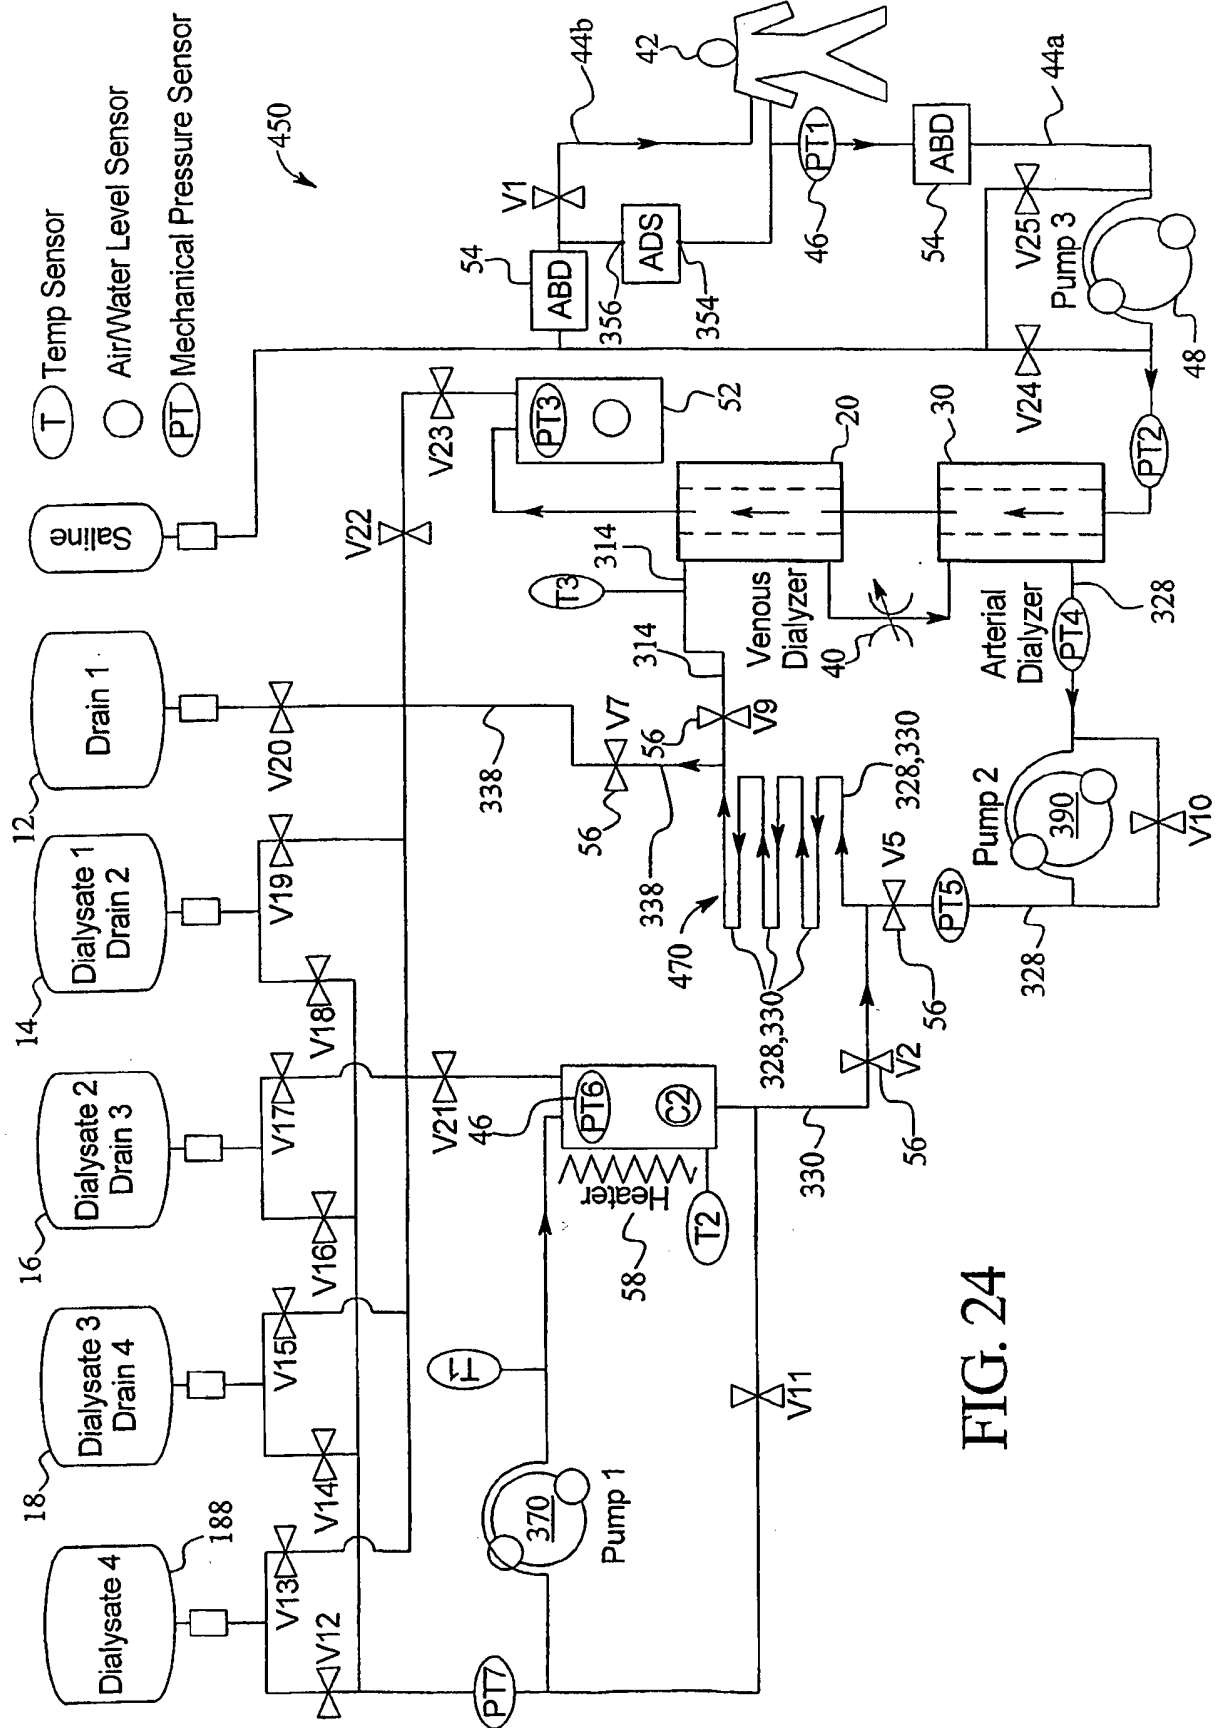 T Temp Sensor
Air/Water Level Sensor
PT Mechanical Pressure Sensor
450
Dialysate 4
188
Dialysate 3
Drain 4
18
Dialysate 2
Drain 3
16
Dialysate 1
Drain 2
14
Drain 1
12
Saline
V13
V12
V15
V14
V17
V16
V19
V18
V20
V22
V23
V21
338
PT3
52
54
ABD
V1
44b
42
356
ADS
354
PT1
46
ABD
54
44a
V25
Pump 3
48
V24
PT2
PT7
370
Pump 1
T1
46
PT6
C2
Heater
58
T2
V11
330
V2
56
470
328,330
328,330
338
56
V7
56
V9
314
314
T3
20
Venous
Dialyzer
40
30
Arterial
Dialyzer
328
PT4
V5
56
PT5
328
Pump 2
390
V10
FIG. 24